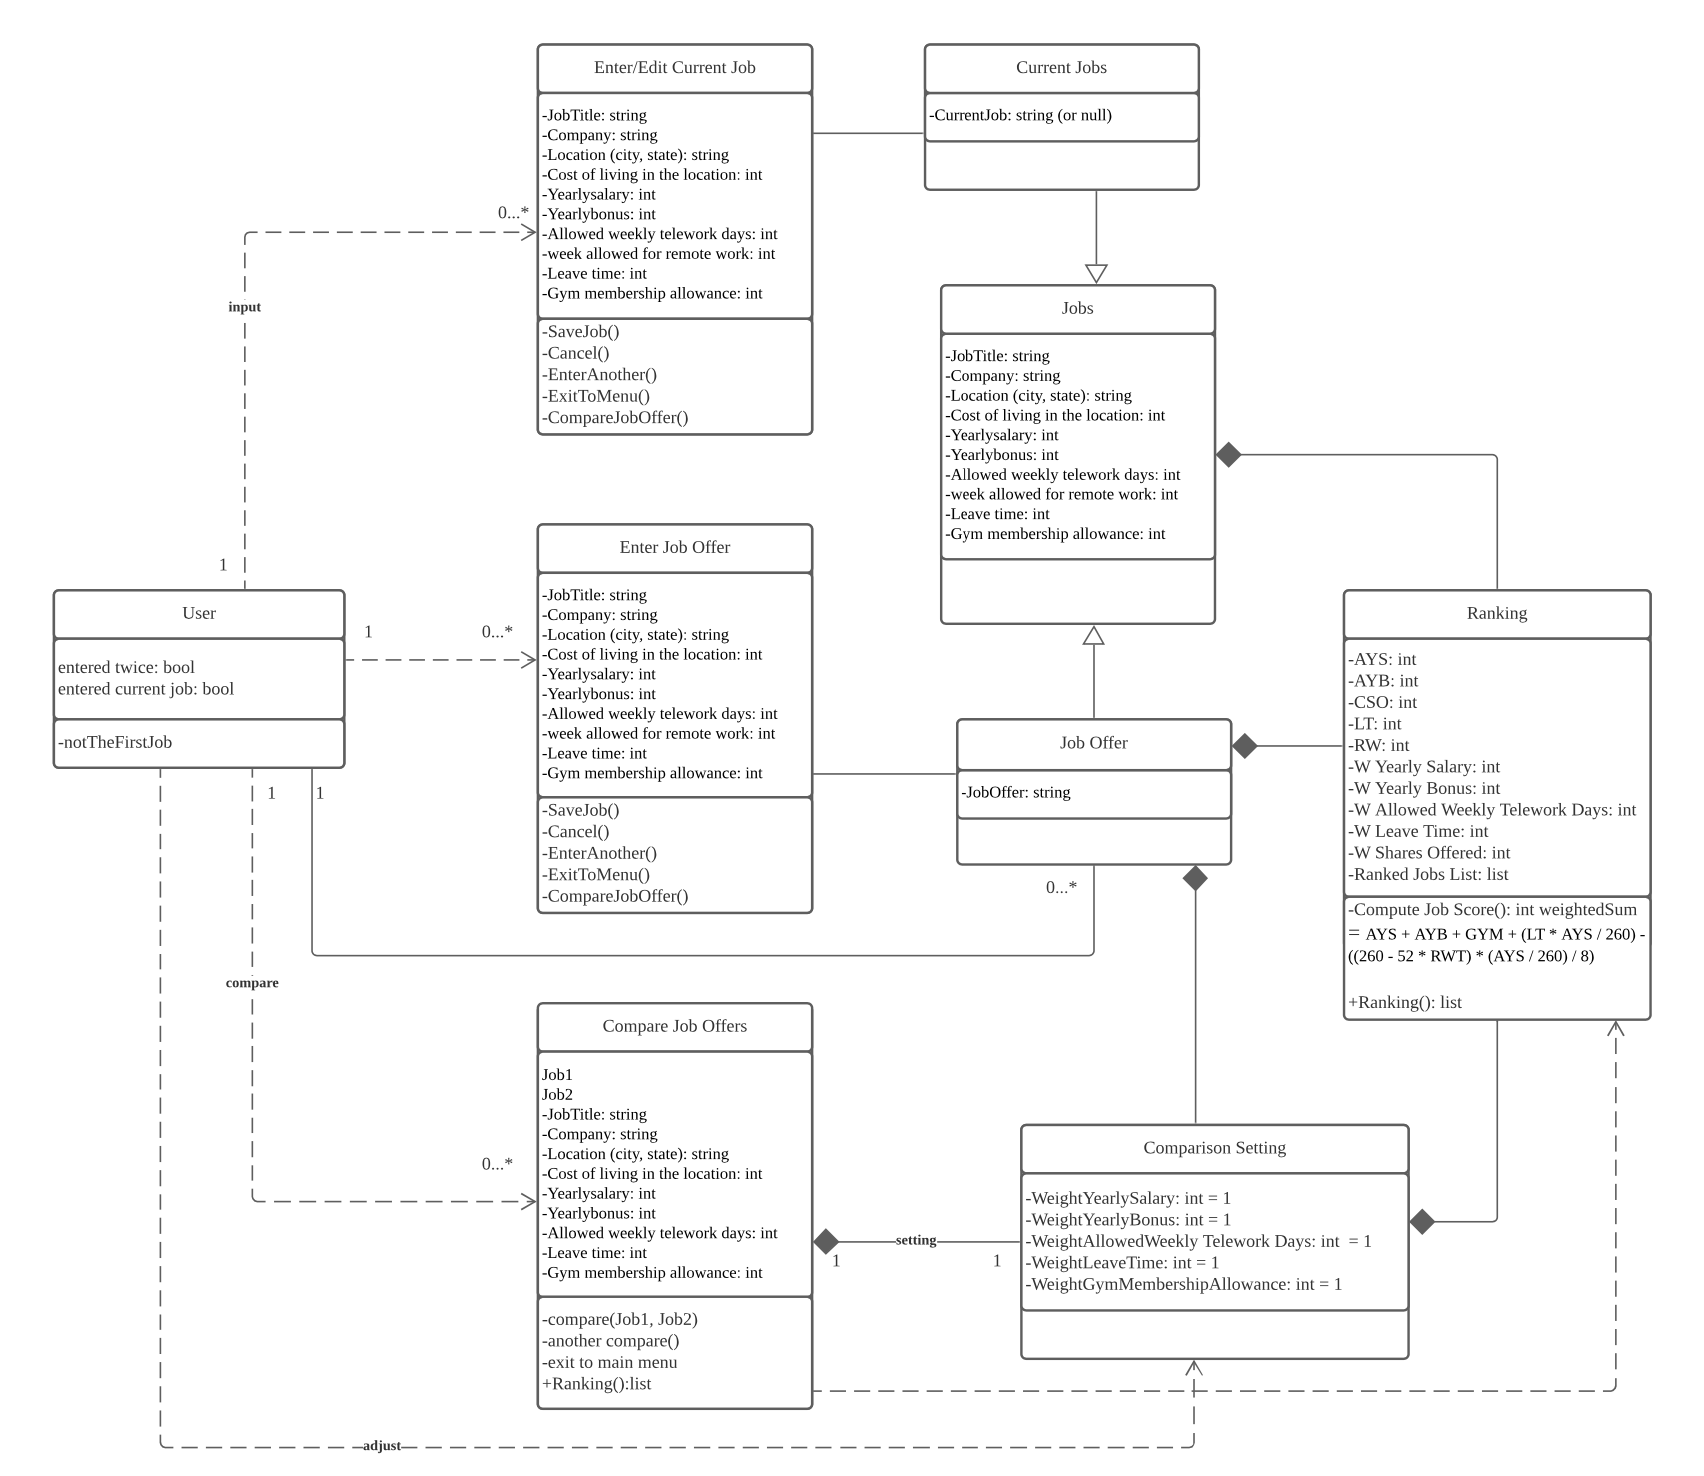 Enter/Edit Current Job
-JobTitle: string
-Company: string
-Location (city, state): string
-Cost of living in the location: int
-Yearlysalary: int
-Yearlybonus: int
-Allowed weekly telework days: int
-week allowed for remote work: int
-Leave time: int
-Gym membership allowance: int
-SaveJob()
-Cancel()
-EnterAnother()
-ExitToMenu()
-CompareJobOffer()
Current Jobs
-CurrentJob: string (or null)
0...*
input
1
Jobs
-JobTitle: string
-Company: string
-Location (city, state): string
-Cost of living in the location: int
-Yearlysalary: int
-Yearlybonus: int
-Allowed weekly telework days: int
-week allowed for remote work: int
-Leave time: int
-Gym membership allowance: int
User
entered twice: bool
entered current job: bool
-notTheFirstJob
1
0...*
Enter Job Offer
-JobTitle: string
-Company: string
-Location (city, state): string
-Cost of living in the location: int
-Yearlysalary: int
-Yearlybonus: int
-Allowed weekly telework days: int
-week allowed for remote work: int
-Leave time: int
-Gym membership allowance: int
-SaveJob()
-Cancel()
-EnterAnother()
-ExitToMenu()
-CompareJobOffer()
Job Offer
-JobOffer: string
0...*
Ranking
-AYS: int
-AYB: int
-CSO: int
-LT: int
-RW: int
-W Yearly Salary: int
-W Yearly Bonus: int
-W Allowed Weekly Telework Days: int
-W Leave Time: int
-W Shares Offered: int
-Ranked Jobs List: list
-Compute Job Score(): int weightedSum
= AYS + AYB + GYM + (LT * AYS / 260) -
((260 - 52 * RWT) * (AYS / 260) / 8)
+Ranking(): list
1
1
compare
0...*
Compare Job Offers
Job1
Job2
-JobTitle: string
-Company: string
-Location (city, state): string
-Cost of living in the location: int
-Yearlysalary: int
-Yearlybonus: int
-Allowed weekly telework days: int
-Leave time: int
-Gym membership allowance: int
-compare(Job1, Job2)
-another compare()
-exit to main menu
+Ranking():list
setting
1
1
Comparison Setting
-WeightYearlySalary: int = 1
-WeightYearlyBonus: int = 1
-WeightAllowedWeekly Telework Days: int  = 1
-WeightLeaveTime: int = 1
-WeightGymMembershipAllowance: int = 1
adjust